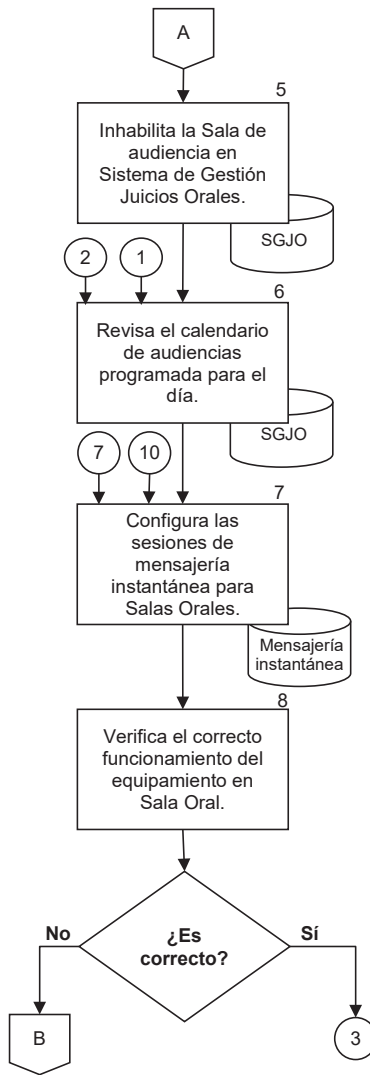 A
5
Inhabilita la Sala de
audiencia en
Sistema de Gestión
Juicios Orales.
SGJO
2
1
6
Revisa el calendario
de audiencias
programada para el
día.
SGJO
7
10
7
Configura las
sesiones de
mensajería
instantánea para
Salas Orales.
Mensajería
instantánea
8
Verifica el correcto
funcionamiento del
equipamiento en
Sala Oral.
No
¿Es
correcto?
Sí
B
3